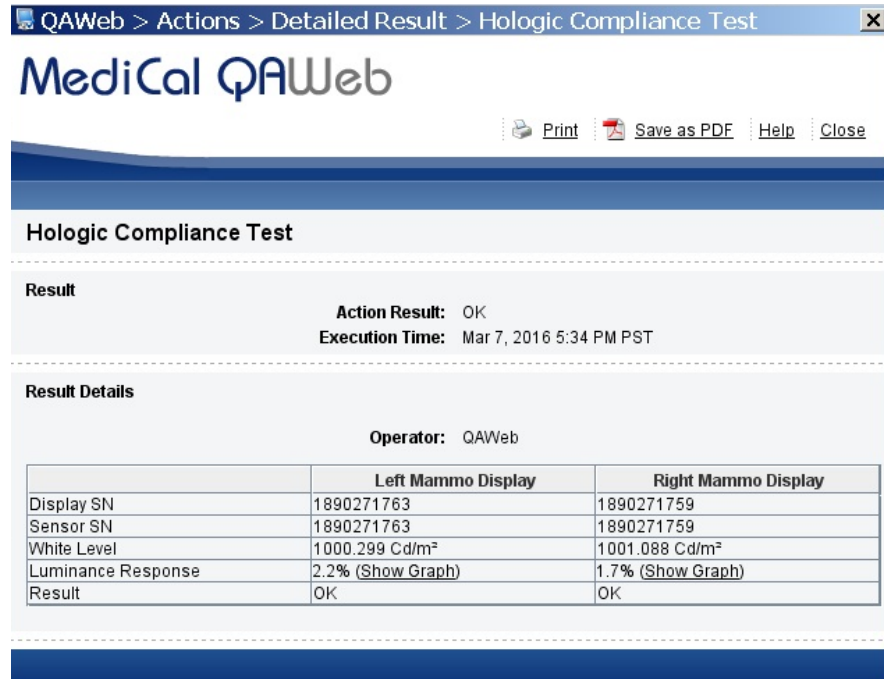 QAWeb > Actions > Detailed Result > Hologic Compliance Test
MediCal QAWeb
Print Save as PDF Help Close
Hologic Compliance Test
Result
Action Result: OK
Execution Time: Mar 7, 2016 5:34 PM PST
Result Details
Operator: QAWeb
Left Mammo Display Right Mammo Display
Display SN 1890271763 1890271759
Sensor SN 1890271763 1890271759
White Level 1000.299 Cd/m² 1001.088 Cd/m²
Luminance Response 2.2% (Show Graph) 1.7% (Show Graph)
Result OK OK